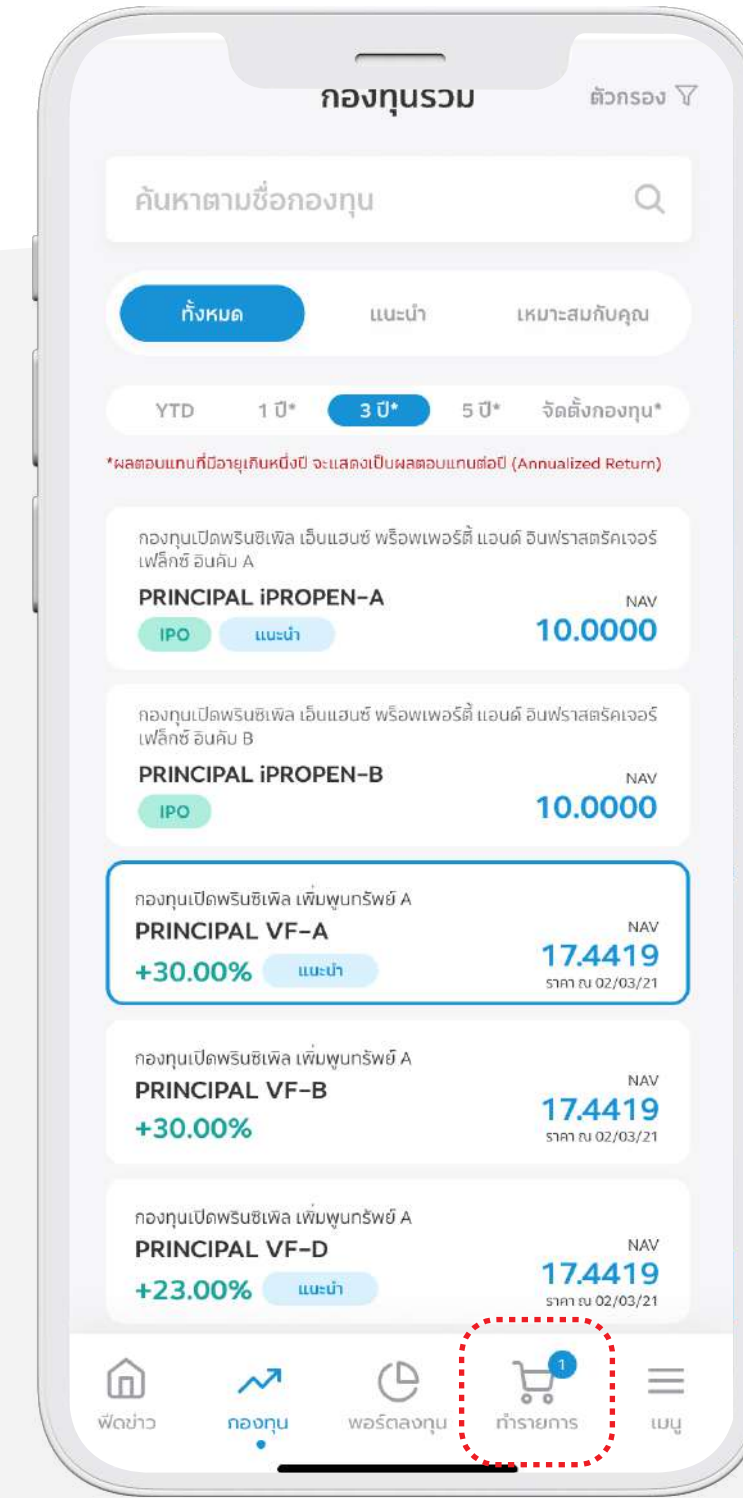 กองทุนรวม
ตัวกรอง
ค้นหาตามชื่อกองทุน
ทั้งหมด แนะนำ เหมาะสมกับคุณ
YTD 1 ปี* 3 ปี* 5 ปี* จัดตั้งกองทุน*
*ผลตอบแทนที่มีอายุเกินหนึ่งปี จะแสดงเป็นผลตอบแทนต่อปี (Annualized Return)
กองทุนเปิดพรินซิเพิล เอ็นแฮนซ์ พร็อพเพอร์ตี้ แอนด์ อินฟราสตรัคเจอร์
เฟล็กซ์ อินคัม A
PRINCIPAL iPROPEN-A
NAV
IPO แนะนำ
10.0000
กองทุนเปิดพรินซิเพิล เอ็นแฮนซ์ พร็อพเพอร์ตี้ แอนด์ อินฟราสตรัคเจอร์
เฟล็กซ์ อินคัม B
PRINCIPAL iPROPEN-B
NAV
IPO
10.0000
กองทุนเปิดพรินซิเพิล เพิ่มพูนทรัพย์ A
PRINCIPAL VF-A
NAV
17.4419
+30.00% แนะนำ
ราคา ณ 02/03/21
กองทุนเปิดพรินซิเพิล เพิ่มพูนทรัพย์ A
PRINCIPAL VF-B
NAV
17.4419
+30.00%
ราคา ณ 02/03/21
กองทุนเปิดพรินซิเพิล เพิ่มพูนทรัพย์ A
PRINCIPAL VF-D
NAV
17.4419
+23.00% แนะนำ
ราคา ณ 02/03/21
1
ฟีดข่าว กองทุน พอร์ตลงทุน ทำรายการ เมนู